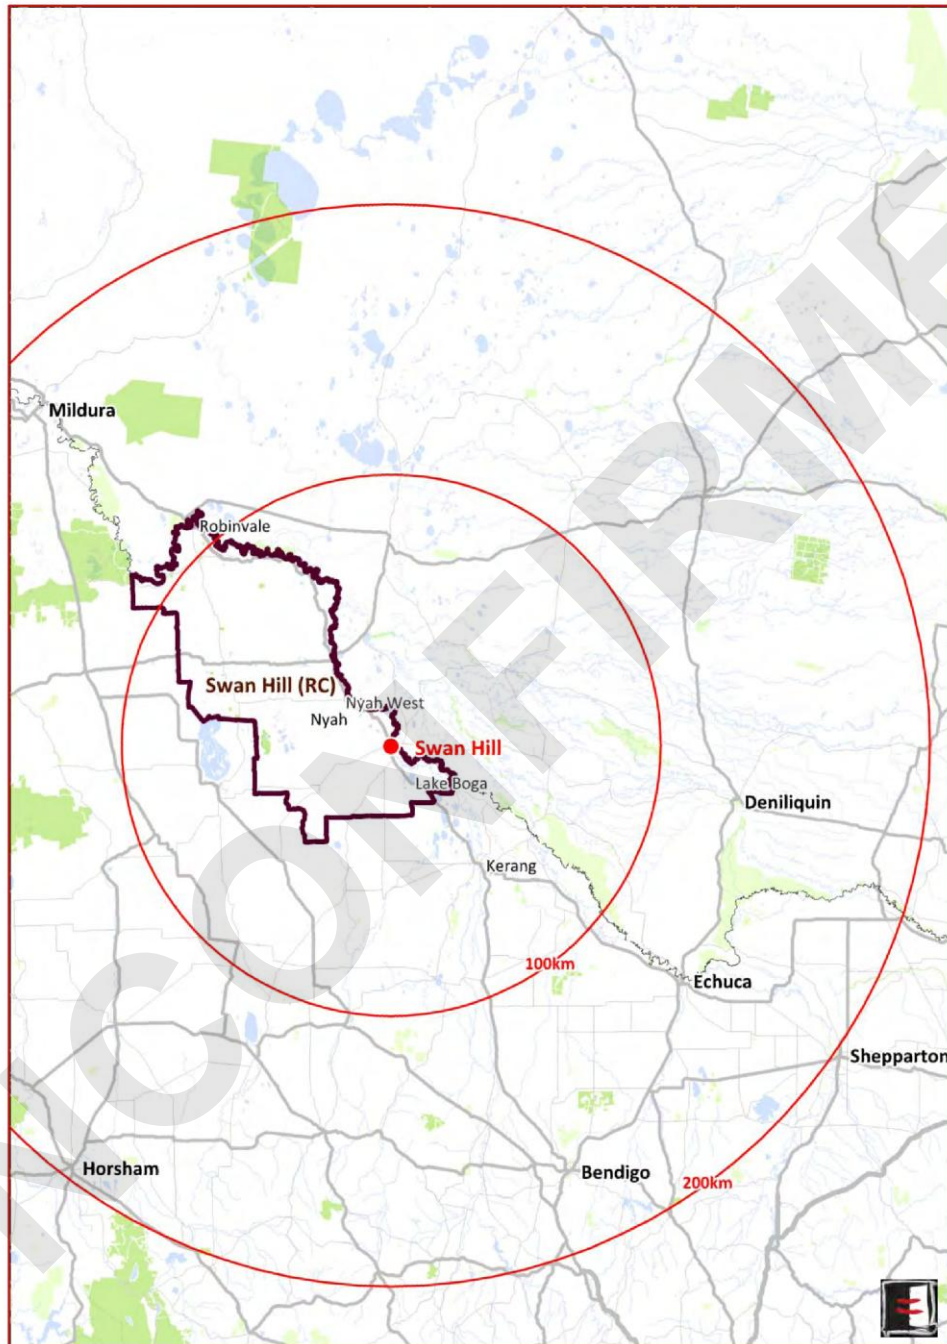 Mildura
Robinvale
Swan Hill (RC)
Nyah West
Nyah
Swan Hill
Lake Boga
Deniliquin
Kerang
100km
Echuca
Shepparton
Horsham
Bendigo
200km
NCONFIRME